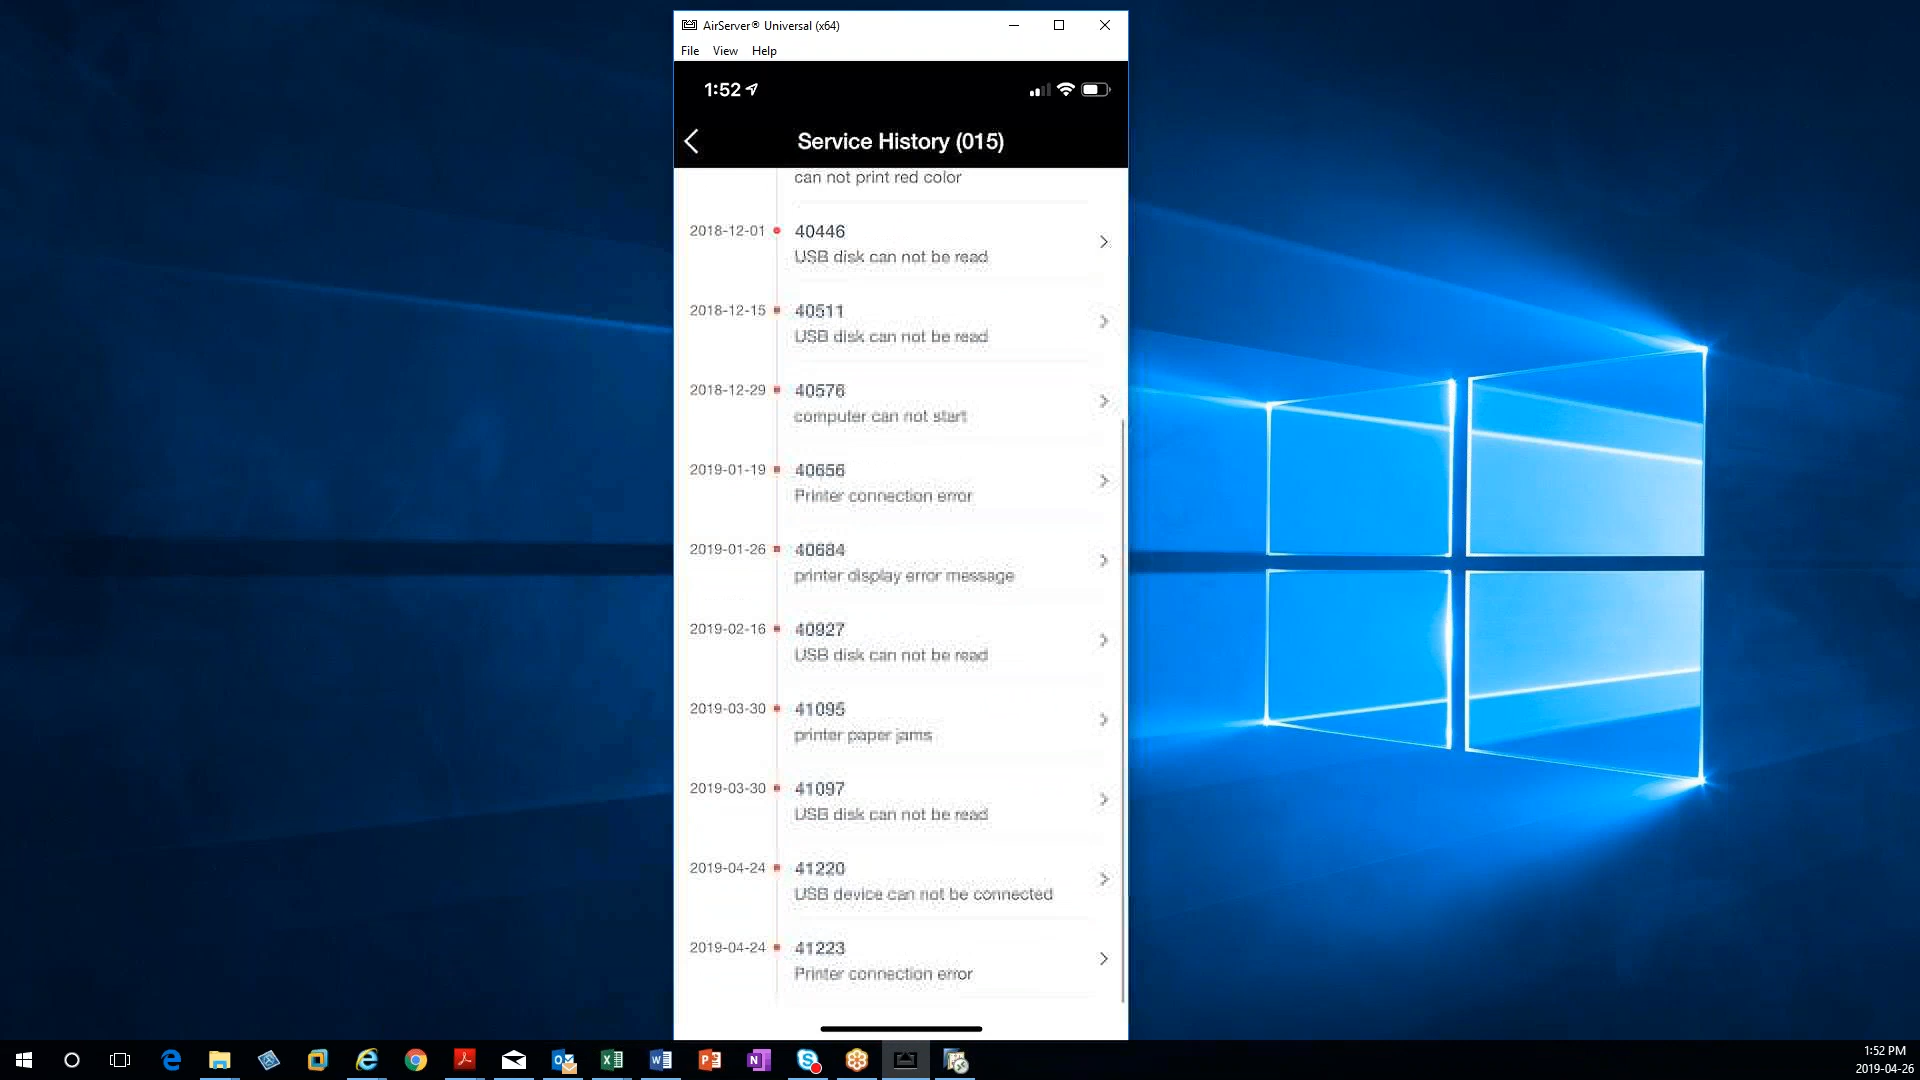 AirServer® Universal (x64)
File View Help
1:52
Service History (015)
can not print red color
2018-12-01 40446
USB disk can not be read
2018-12-15 40511
USB disk can not be read
2018-12-29 40576
computer can not start
2019-01-19 40656
Printer connection error
2019-01-26 40684
printer display error message
2019-02-16 40927
USB disk can not be read
2019-03-30 41095
printer paper jams
2019-03-30 41097
USB disk can not be read
2019-04-24 41220
USB device can not be connected
2019-04-24 41223
Printer connection error
1:52 PM
2019-04-26